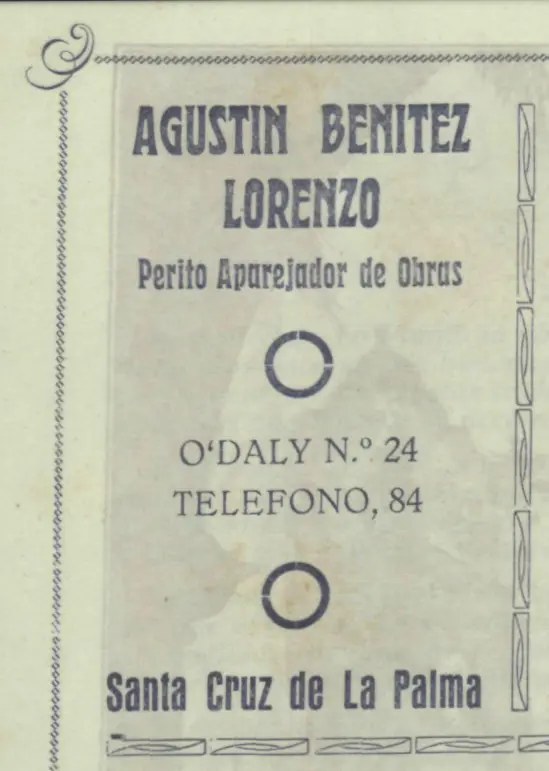 AGUSTIN BENITEZ
LORENZO
Perito Aparejador de Obras
O'DALY N.º 24
TELEFONO, 84
Santa Cruz de La Palma